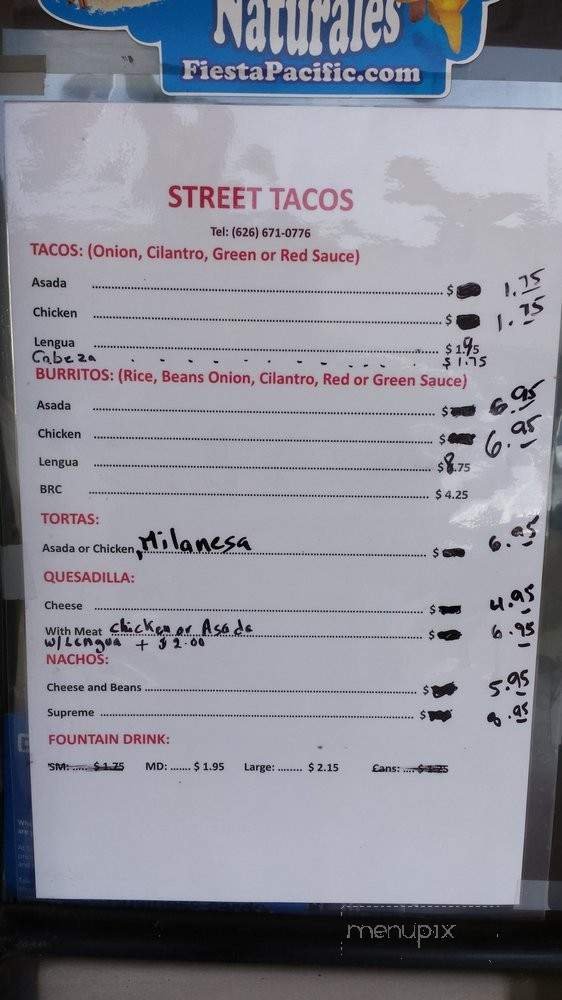 Naturales
FiestaPacific.com
STREET TACOS
Tel: (626) 671-0776
TACOS: (Onion, Cilantro, Green or Red Sauce)
Asada ........ $ 1.75
Chicken ........ $ 1.75
Lengua ........ $ 1.95
Cabeza - - - - - - - - $ 1.75
BURRITOS: (Rice, Beans Onion, Cilantro, Red or Green Sauce)
Asada ........ $ 6.95
Chicken ........ $ 6.95
Lengua ........ $ 8.75
BRC ........ $ 4.25
TORTAS:
Asada or Chicken, Milanesa ........ $ 6.95
QUESADILLA:
Cheese ........ $ 4.95
With Meat chicken or Asada ........ $ 6.95
W/Lengua + $ 2.00
NACHOS:
Cheese and Beans ........ $ 5.95
Supreme ........ $ 8.95
FOUNTAIN DRINK:
SM: ..... $ 1.75 MD: ....... $ 1.95 Large: ........ $ 2.15 Cans: .... $ 1.25
menupix